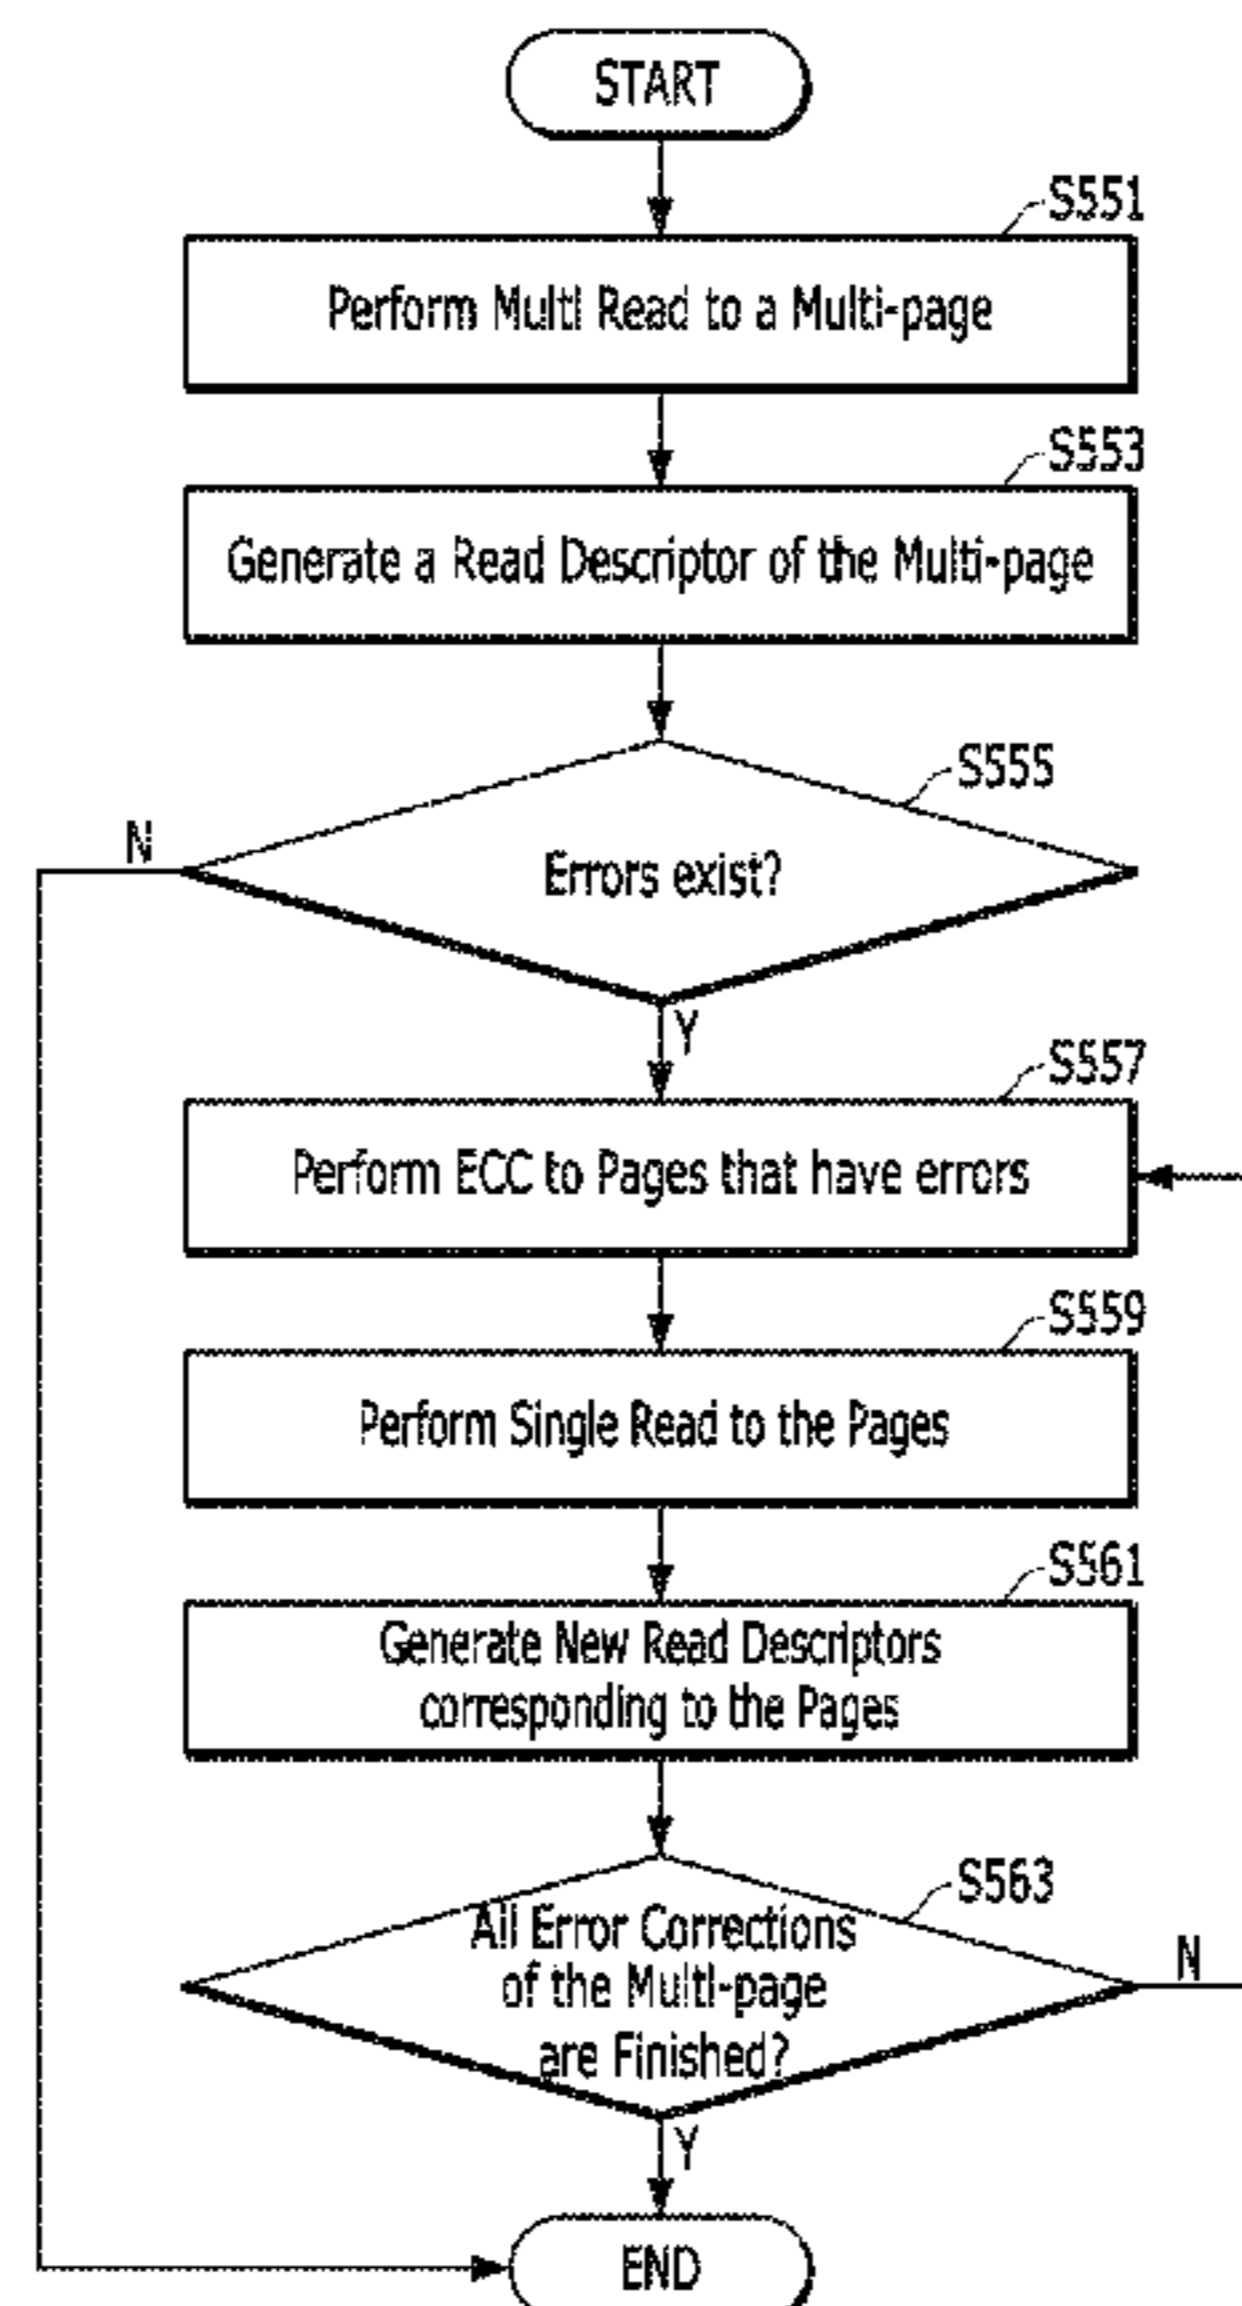 START
S551
Perform Multi Read to a Multi-page
S553
Generate a Read Descriptor of the Multi-page
S555
N
Errors exist?
Y
S557
Perform ECC to Pages that have errors
S559
Perform Single Read to the Pages
S561
Generate New Read Descriptors
corresponding to the Pages
S563
All Error Corrections
N
of the Multi-page
are Finished?
Y
END